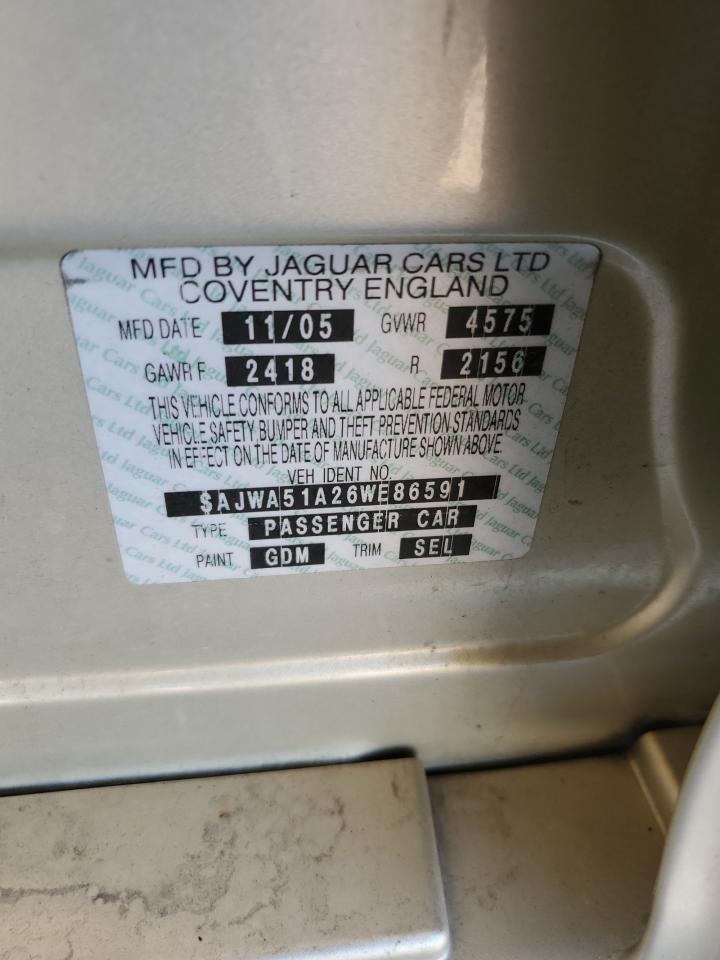 MFD BY JAGUAR CARS LTD
COVENTRY ENGLAND
MFD DATE 11/05 GVWR 4575
GAWR F 2418 R 2156
THIS VEHICLE CONFORMS TO ALL APPLICABLE FEDERAL MOTOR
VEHICLE SAFETY BUMPER AND THEFT PREVENTION STANDARDS
IN EFFECT ON THE DATE OF MANUFACTURE SHOWN ABOVE.
VEH IDENT NO.
SAJWA51A26WE86591
TYPE PASSENGER CAR
PAINT GDM TRIM SEL